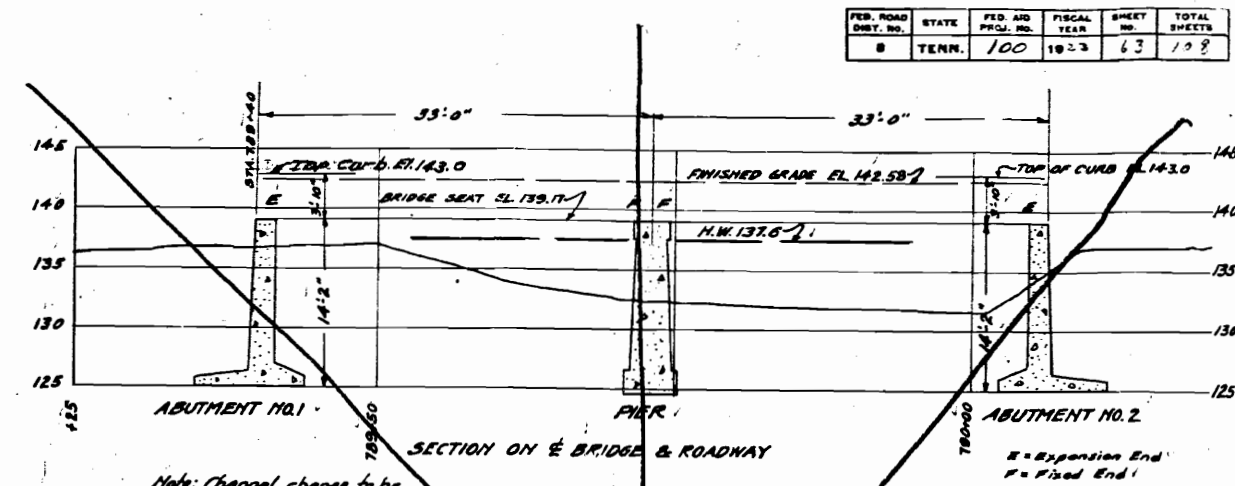 FED. ROAD DIST. NO. STATE FED. AID PROJ. NO. FISCAL YEAR SHEET NO. TOTAL SHEETS
8 TENN. 100 1923 63 108
STA. 789+40
33'-0" 33'-0"
145 145
Top. Curb. El. 143.0 FINISHED GRADE EL. 142.58 TOP OF CURB EL 143.0
E 3'-10" BRIDGE SEAT EL. 139.17 F F 3'-10" E
140 140
H.W. 137.6
135 135
14'-2" 14'-2"
130 130
125 125
+25 ABUTMENT NO.1 789+50 PIER 790+00 ABUTMENT NO. 2
SECTION ON ℄ BRIDGE & ROADWAY
E = Expansion End
F = Fixed End
Note: Channel change to be